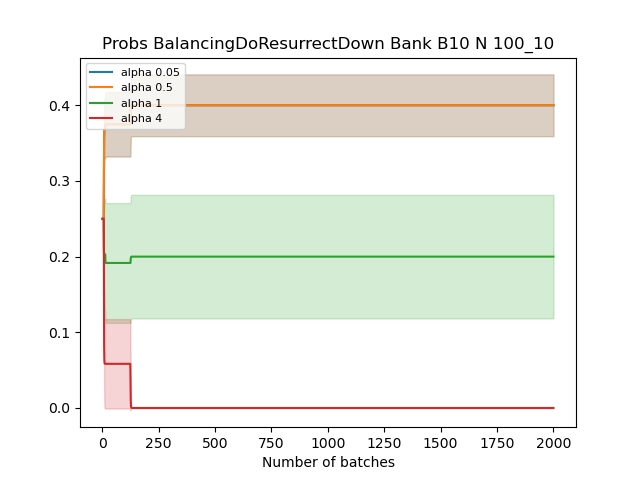 Probs BalancingDoResurrectDown Bank B10 N 100_10
alpha 0.05
alpha 0.5
alpha 1
alpha 4
0.4
0.3
0.2
0.1
0.0
0 250 500 750 1000 1250 1500 1750 2000
Number of batches